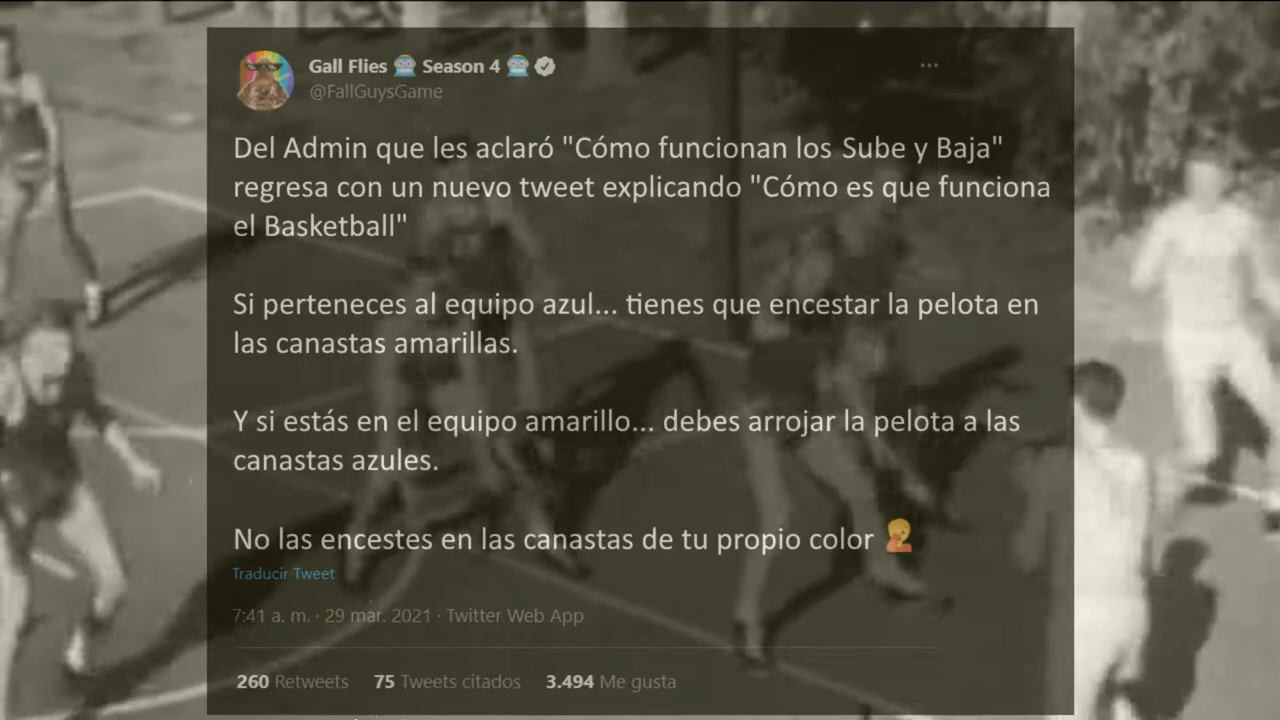 Gall Flies 🤖 Season 4 🤖
@FallGuysGame
Del Admin que les aclaró "Cómo funcionan los Sube y Baja"
regresa con un nuevo tweet explicando "Cómo es que funciona
el Basketball"
Si perteneces al equipo azul... tienes que encestar la pelota en
las canastas amarillas.
Y si estás en el equipo amarillo... debes arrojar la pelota a las
canastas azules.
No las encestes en las canastas de tu propio color 🤦
Traducir Tweet
7:41 a. m. · 29 mar. 2021 · Twitter Web App
260 Retweets 75 Tweets citados 3.494 Me gusta